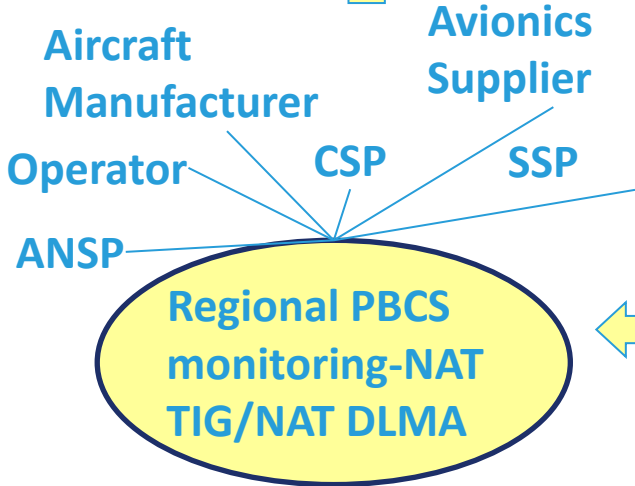 Aircraft
Manufacturer
Avionics
Supplier
Operator
CSP
SSP
ANSP
Regional PBCS
monitoring-NAT
TIG/NAT DLMA